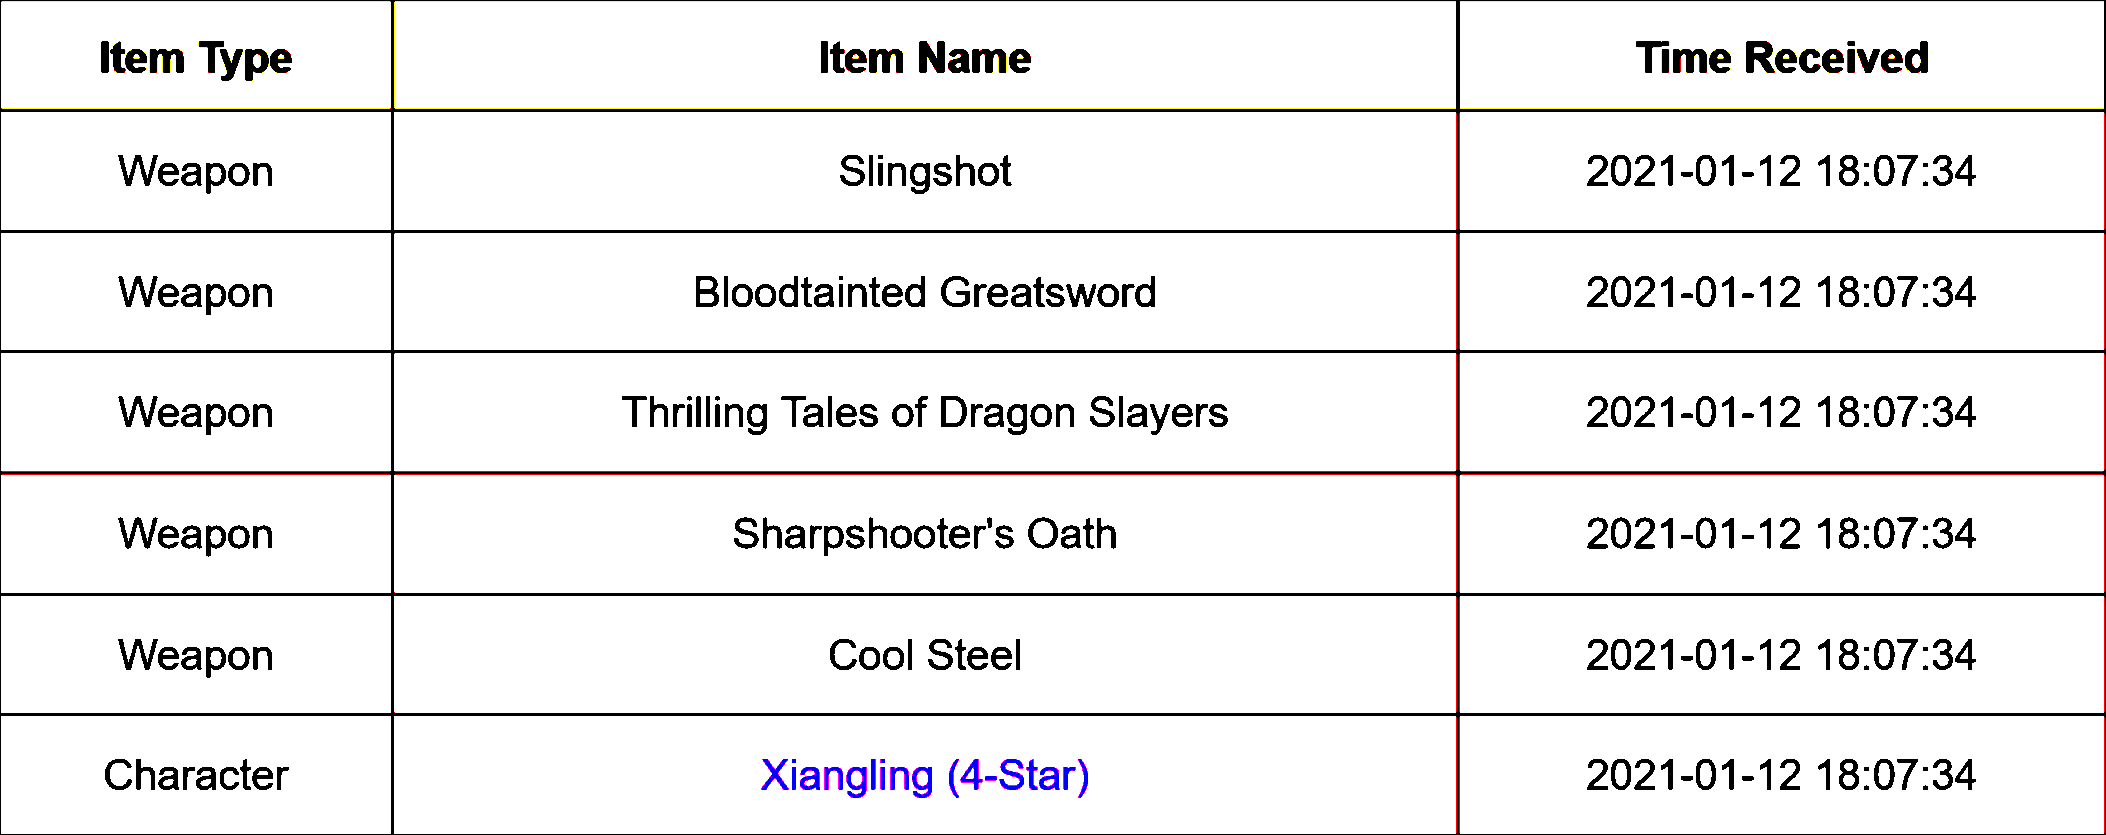 Item Type Item Name Time Received
Weapon Slingshot 2021-01-12 18:07:34
Weapon Bloodtainted Greatsword 2021-01-12 18:07:34
Weapon Thrilling Tales of Dragon Slayers 2021-01-12 18:07:34
Weapon Sharpshooter's Oath 2021-01-12 18:07:34
Weapon Cool Steel 2021-01-12 18:07:34
Character Xiangling (4-Star) 2021-01-12 18:07:34